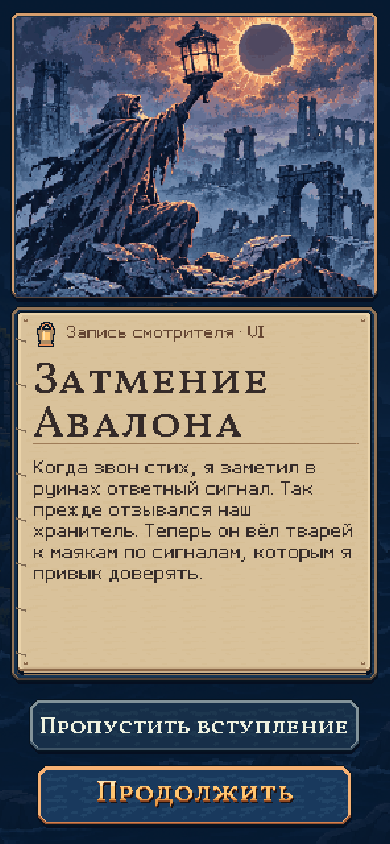 Запись смотрителя · VI
Затмение
Авалона
Когда звон стих, я заметил в
руинах ответный сигнал. Так
прежде отзывался наш
хранитель. Теперь он вёл тварей
к маякам по сигналам, которым я
привык доверять.
Пропустить вступление
Продолжить